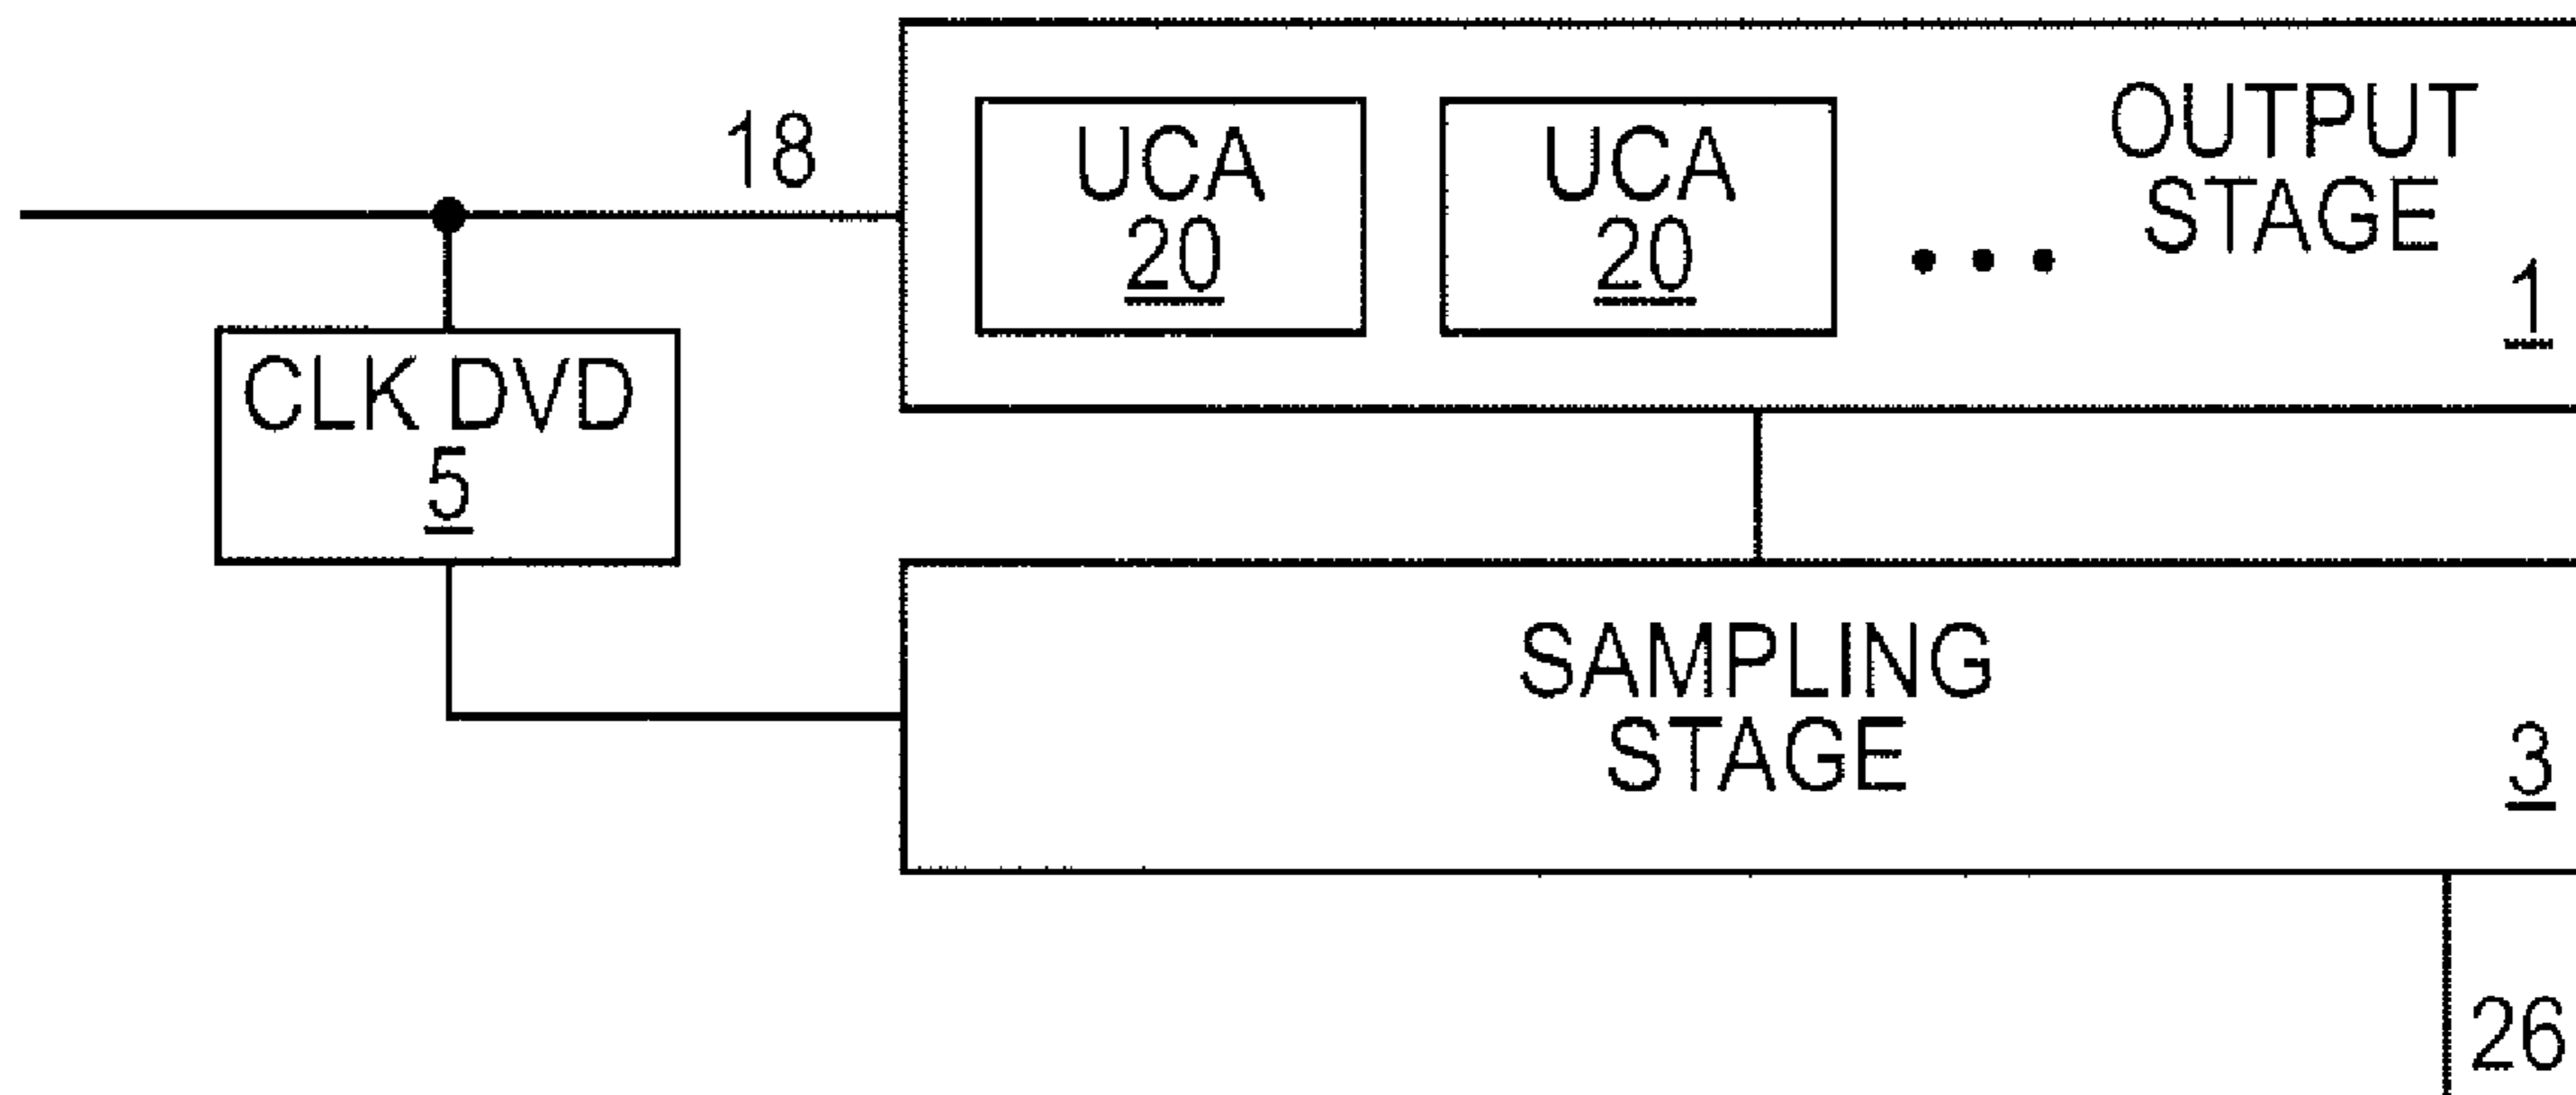 18
UCA
20
UCA
20
• • •
OUTPUT
STAGE
1
CLK DVD
5
SAMPLING
STAGE
3
26